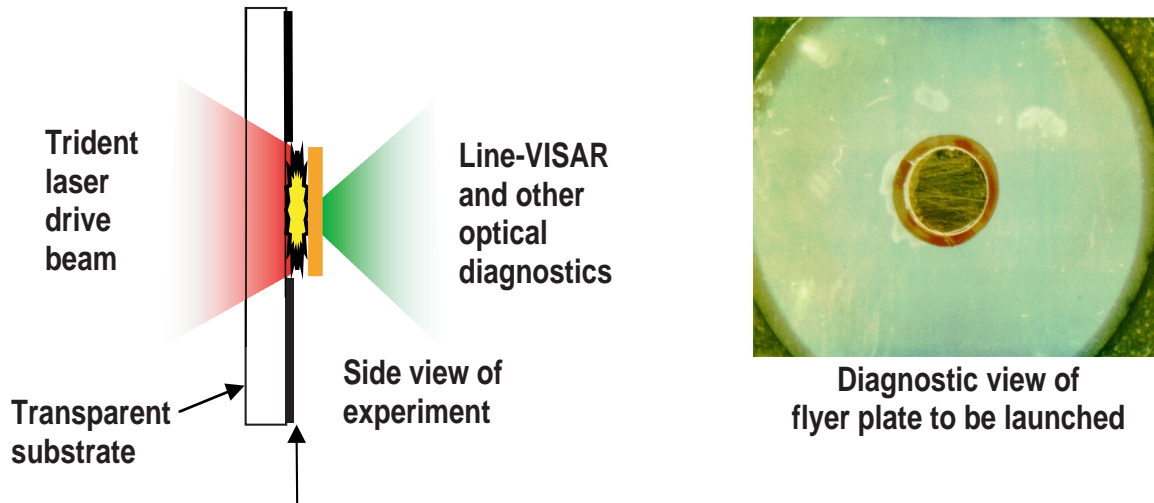 Trident
laser
drive
beam
Line-VISAR
and other
optical
diagnostics
Side view of
experiment
Transparent
substrate
Diagnostic view of
flyer plate to be launched